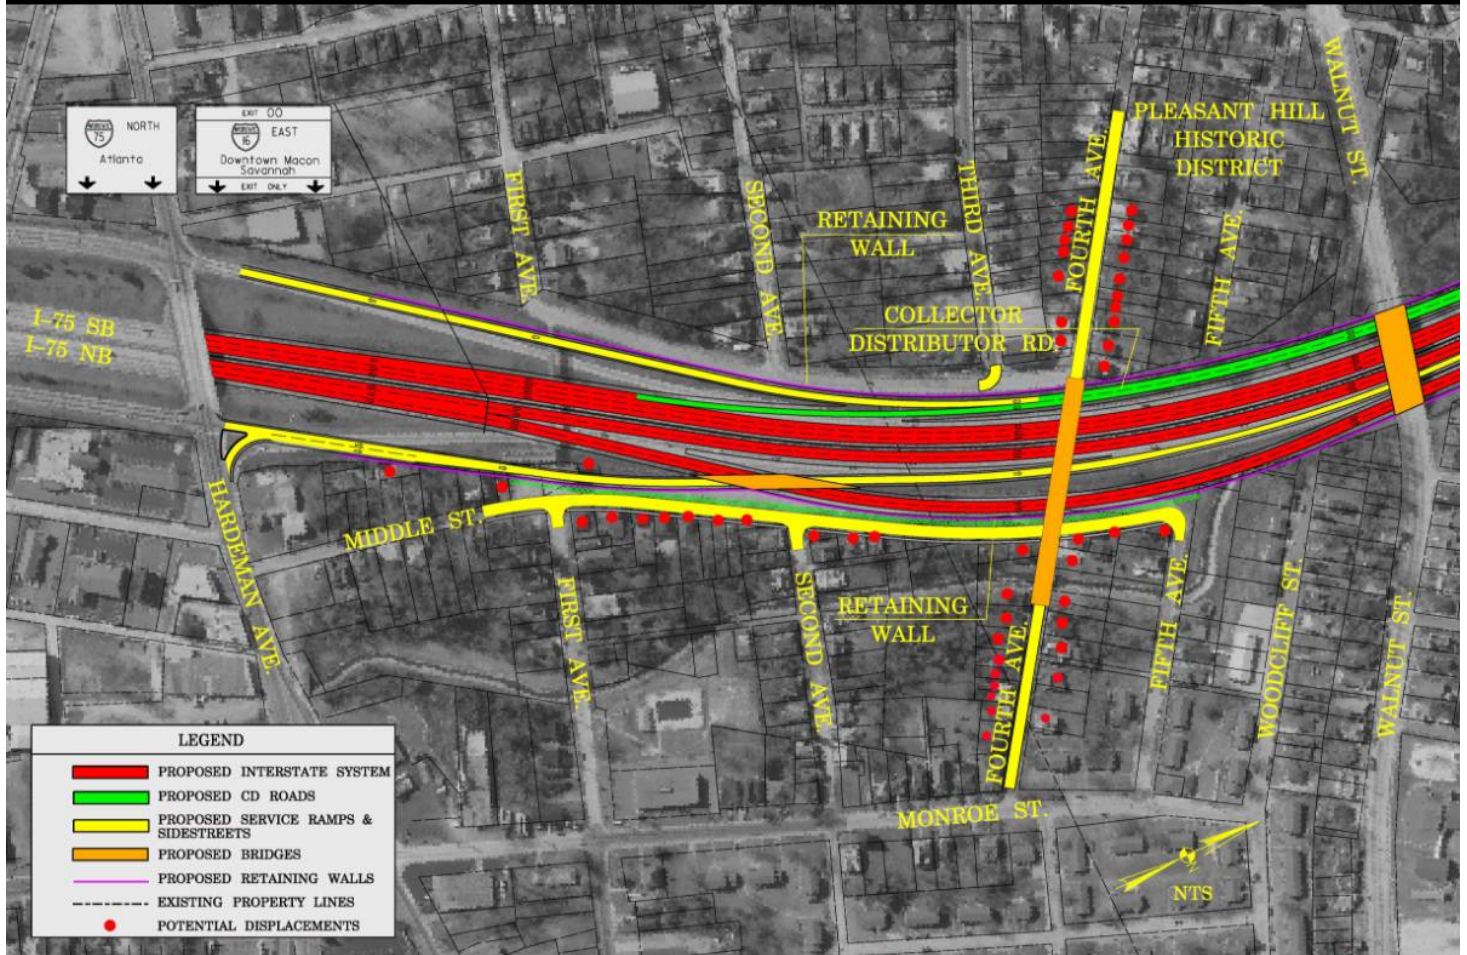 EXIT OO
NORTH
75
Atlanta
EAST
16
Downtown Macon
Savannah
EXIT ONLY
PLEASANT HILL
HISTORIC
DISTRICT
WALNUT ST.
FIRST AVE.
SECOND AVE.
THIRD AVE.
FOURTH AVE.
FIFTH AVE.
RETAINING
WALL
COLLECTOR
DISTRIBUTOR RD.
I-75 SB
I-75 NB
HARDEMAN AVE.
MIDDLE ST.
FIRST AVE.
SECOND AVE.
RETAINING
WALL
FOURTH AVE.
FIFTH AVE.
WOODCLIFF ST.
WALNUT ST.
MONROE ST.
NTS
LEGEND
PROPOSED INTERSTATE SYSTEM
PROPOSED CD ROADS
PROPOSED SERVICE RAMPS &
SIDESTREETS
PROPOSED BRIDGES
PROPOSED RETAINING WALLS
EXISTING PROPERTY LINES
POTENTIAL DISPLACEMENTS